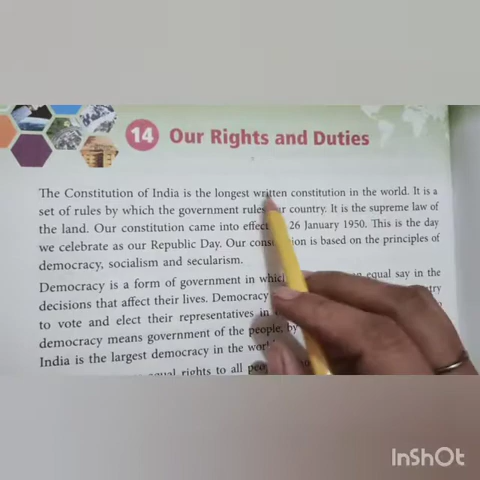 14 Our Rights and Duties
The Constitution of India is the longest written constitution in the world. It is a
set of rules by which the government rules our country. It is the supreme law of
the land. Our constitution came into effect 26 January 1950. This is the day
we celebrate as our Republic Day. Our is based on the principles of
democracy, socialism and secularism.
Democracy is a form of government in which equal say in the
decisions that affect their lives. Democracy
to vote and elect their representatives in
democracy means government of the people, by
India is the largest democracy in the
equal rights to all
InShOt